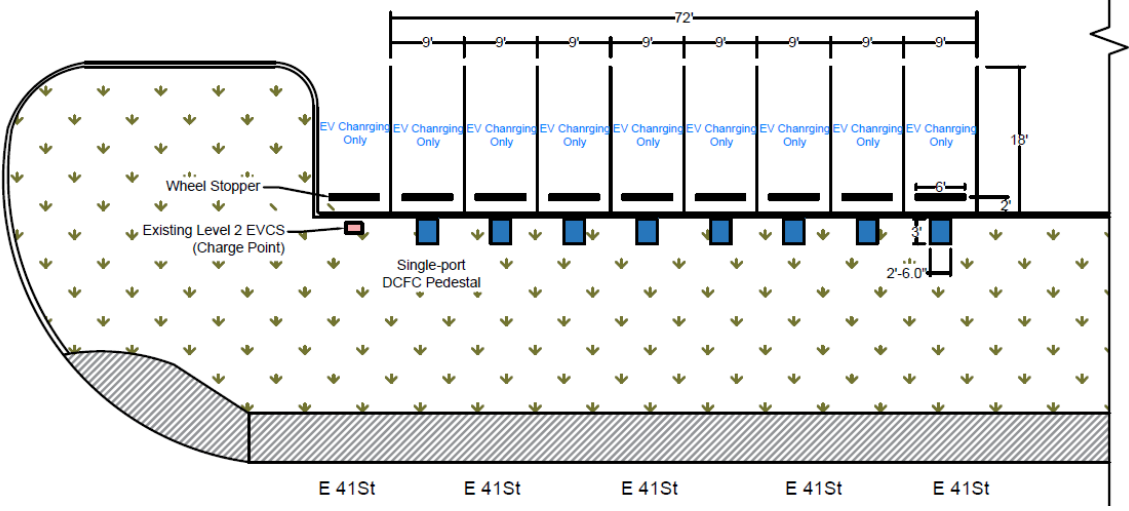 72'
9' 9' 9' 9' 9' 9' 9' 9'
EV Chanrging EV Chanrging EV Chanrging EV Chanrging EV Chanrging EV Chanrging EV Chanrging EV Chanrging EV Chanrging
Only Only Only Only Only Only Only Only Only
18'
Wheel Stopper
6'
2'
Existing Level 2 EVCS
(Charge Point)
3'
Single-port
DCFC Pedestal
2'-6.0"
E 41St E 41St E 41St E 41St E 41St